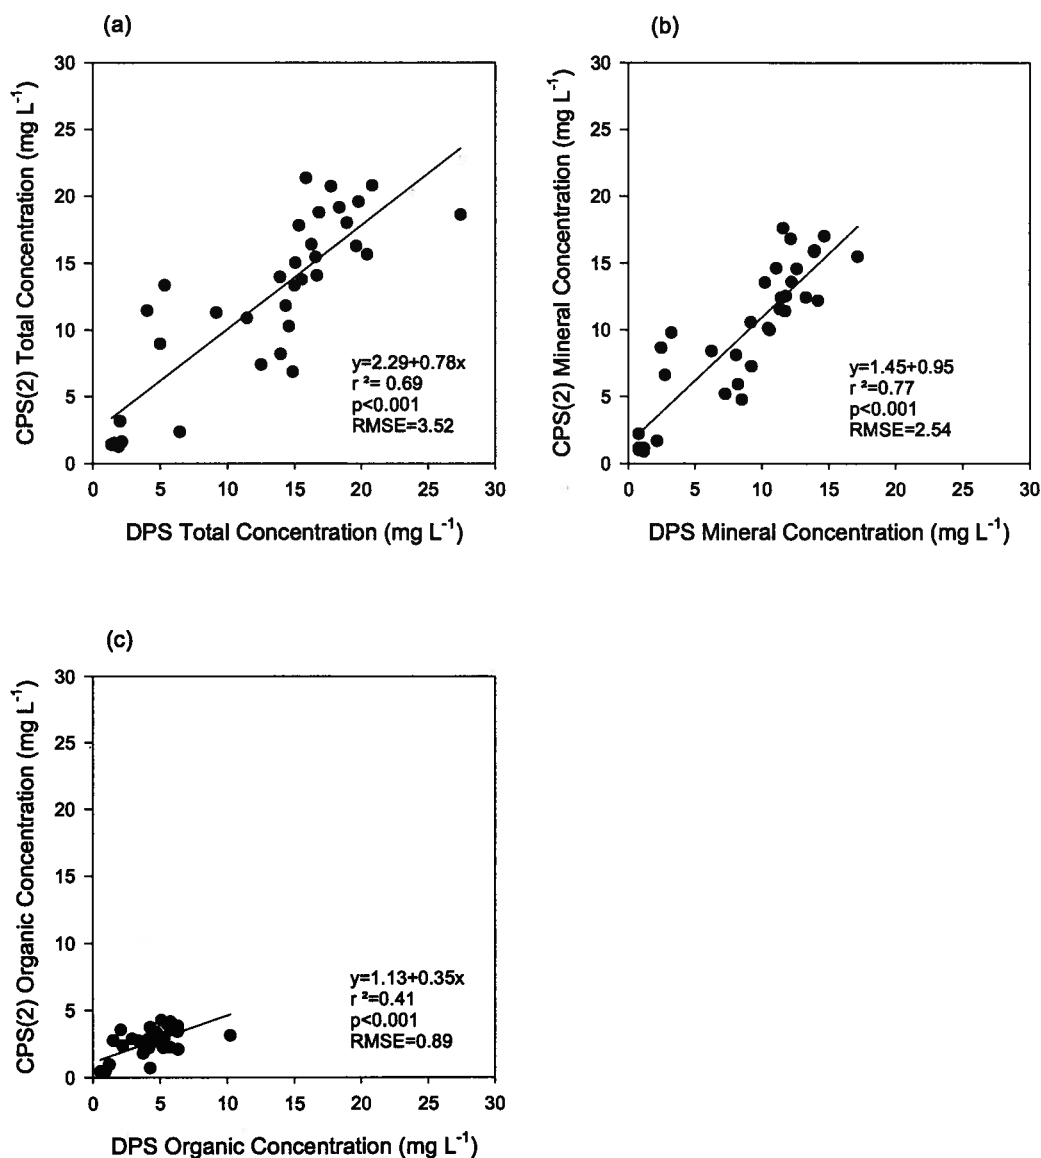 (a)
CPS(2) Total Concentration (mg L⁻¹)
30
25
20
15
10
5
0
y=2.29+0.78x
r ²= 0.69
p<0.001
RMSE=3.52
0 5 10 15 20 25 30
DPS Total Concentration (mg L⁻¹)
(b)
CPS(2) Mineral Concentration (mg L⁻¹)
30
25
20
15
10
5
0
y=1.45+0.95
r ²=0.77
p<0.001
RMSE=2.54
0 5 10 15 20 25 30
DPS Mineral Concentration (mg L⁻¹)
(c)
CPS(2) Organic Concentration (mg L⁻¹)
30
25
20
15
10
5
0
y=1.13+0.35x
r ²=0.41
p<0.001
RMSE=0.89
0 5 10 15 20 25 30
DPS Organic Concentration (mg L⁻¹)